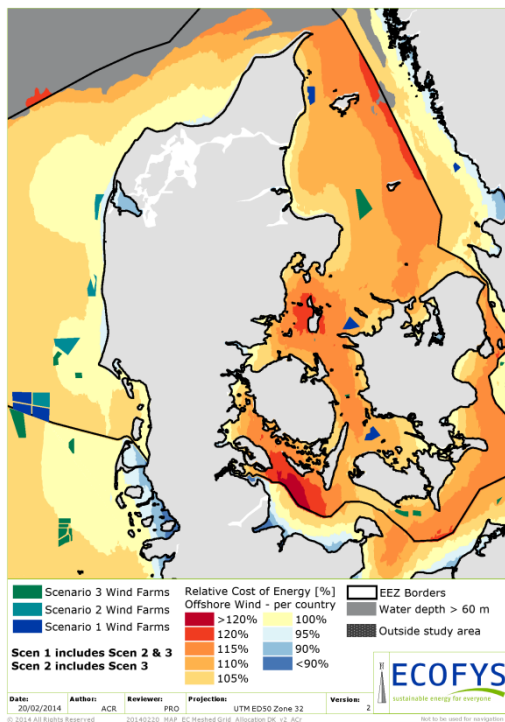 Scenario 3 Wind Farms
Scenario 2 Wind Farms
Scenario 1 Wind Farms
Scen 1 includes Scen 2 & 3
Scen 2 includes Scen 3
Relative Cost of Energy [%]
Offshore Wind - per country
>120%
120%
115%
110%
105%
100%
95%
90%
<90%
EEZ Borders
Water depth > 60 m
Outside study area
N
ECOFYS
sustainable energy for everyone
Date: Author: Reviewer: Projection: Version:
20/02/2014 ACR PRO UTM ED50 Zone 32 2
© 2014 All Rights Reserved 20140220_MAP_EC Meshed Grid_Allocation DK_v2_ACr Not to be used for navigation